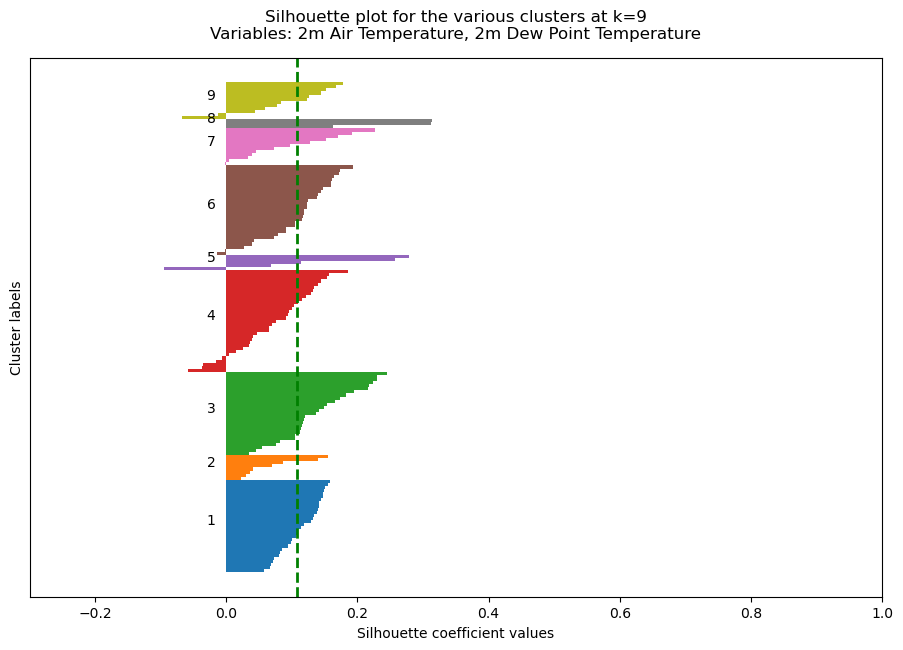 Silhouette plot for the various clusters at k=9
Variables: 2m Air Temperature, 2m Dew Point Temperature
Cluster labels
9
8
7
6
5
4
3
2
1
−0.2 0.0 0.2 0.4 0.6 0.8 1.0
Silhouette coefficient values